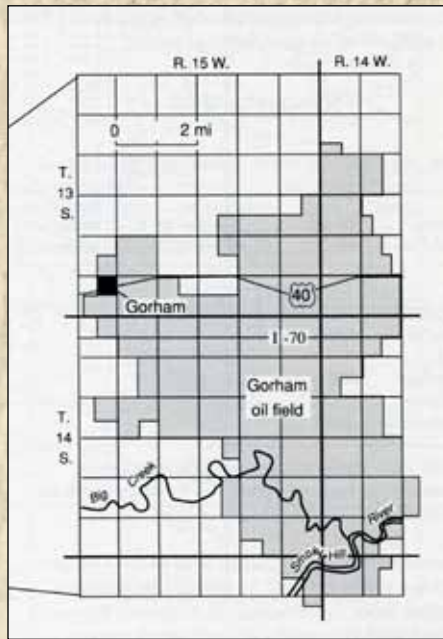 R. 15 W.
R. 14 W.
0 2 mi
T.
13
S.
40
Gorham
I -70
Gorham
oil field
T.
14
S.
Big Creek
Smoky Hill River